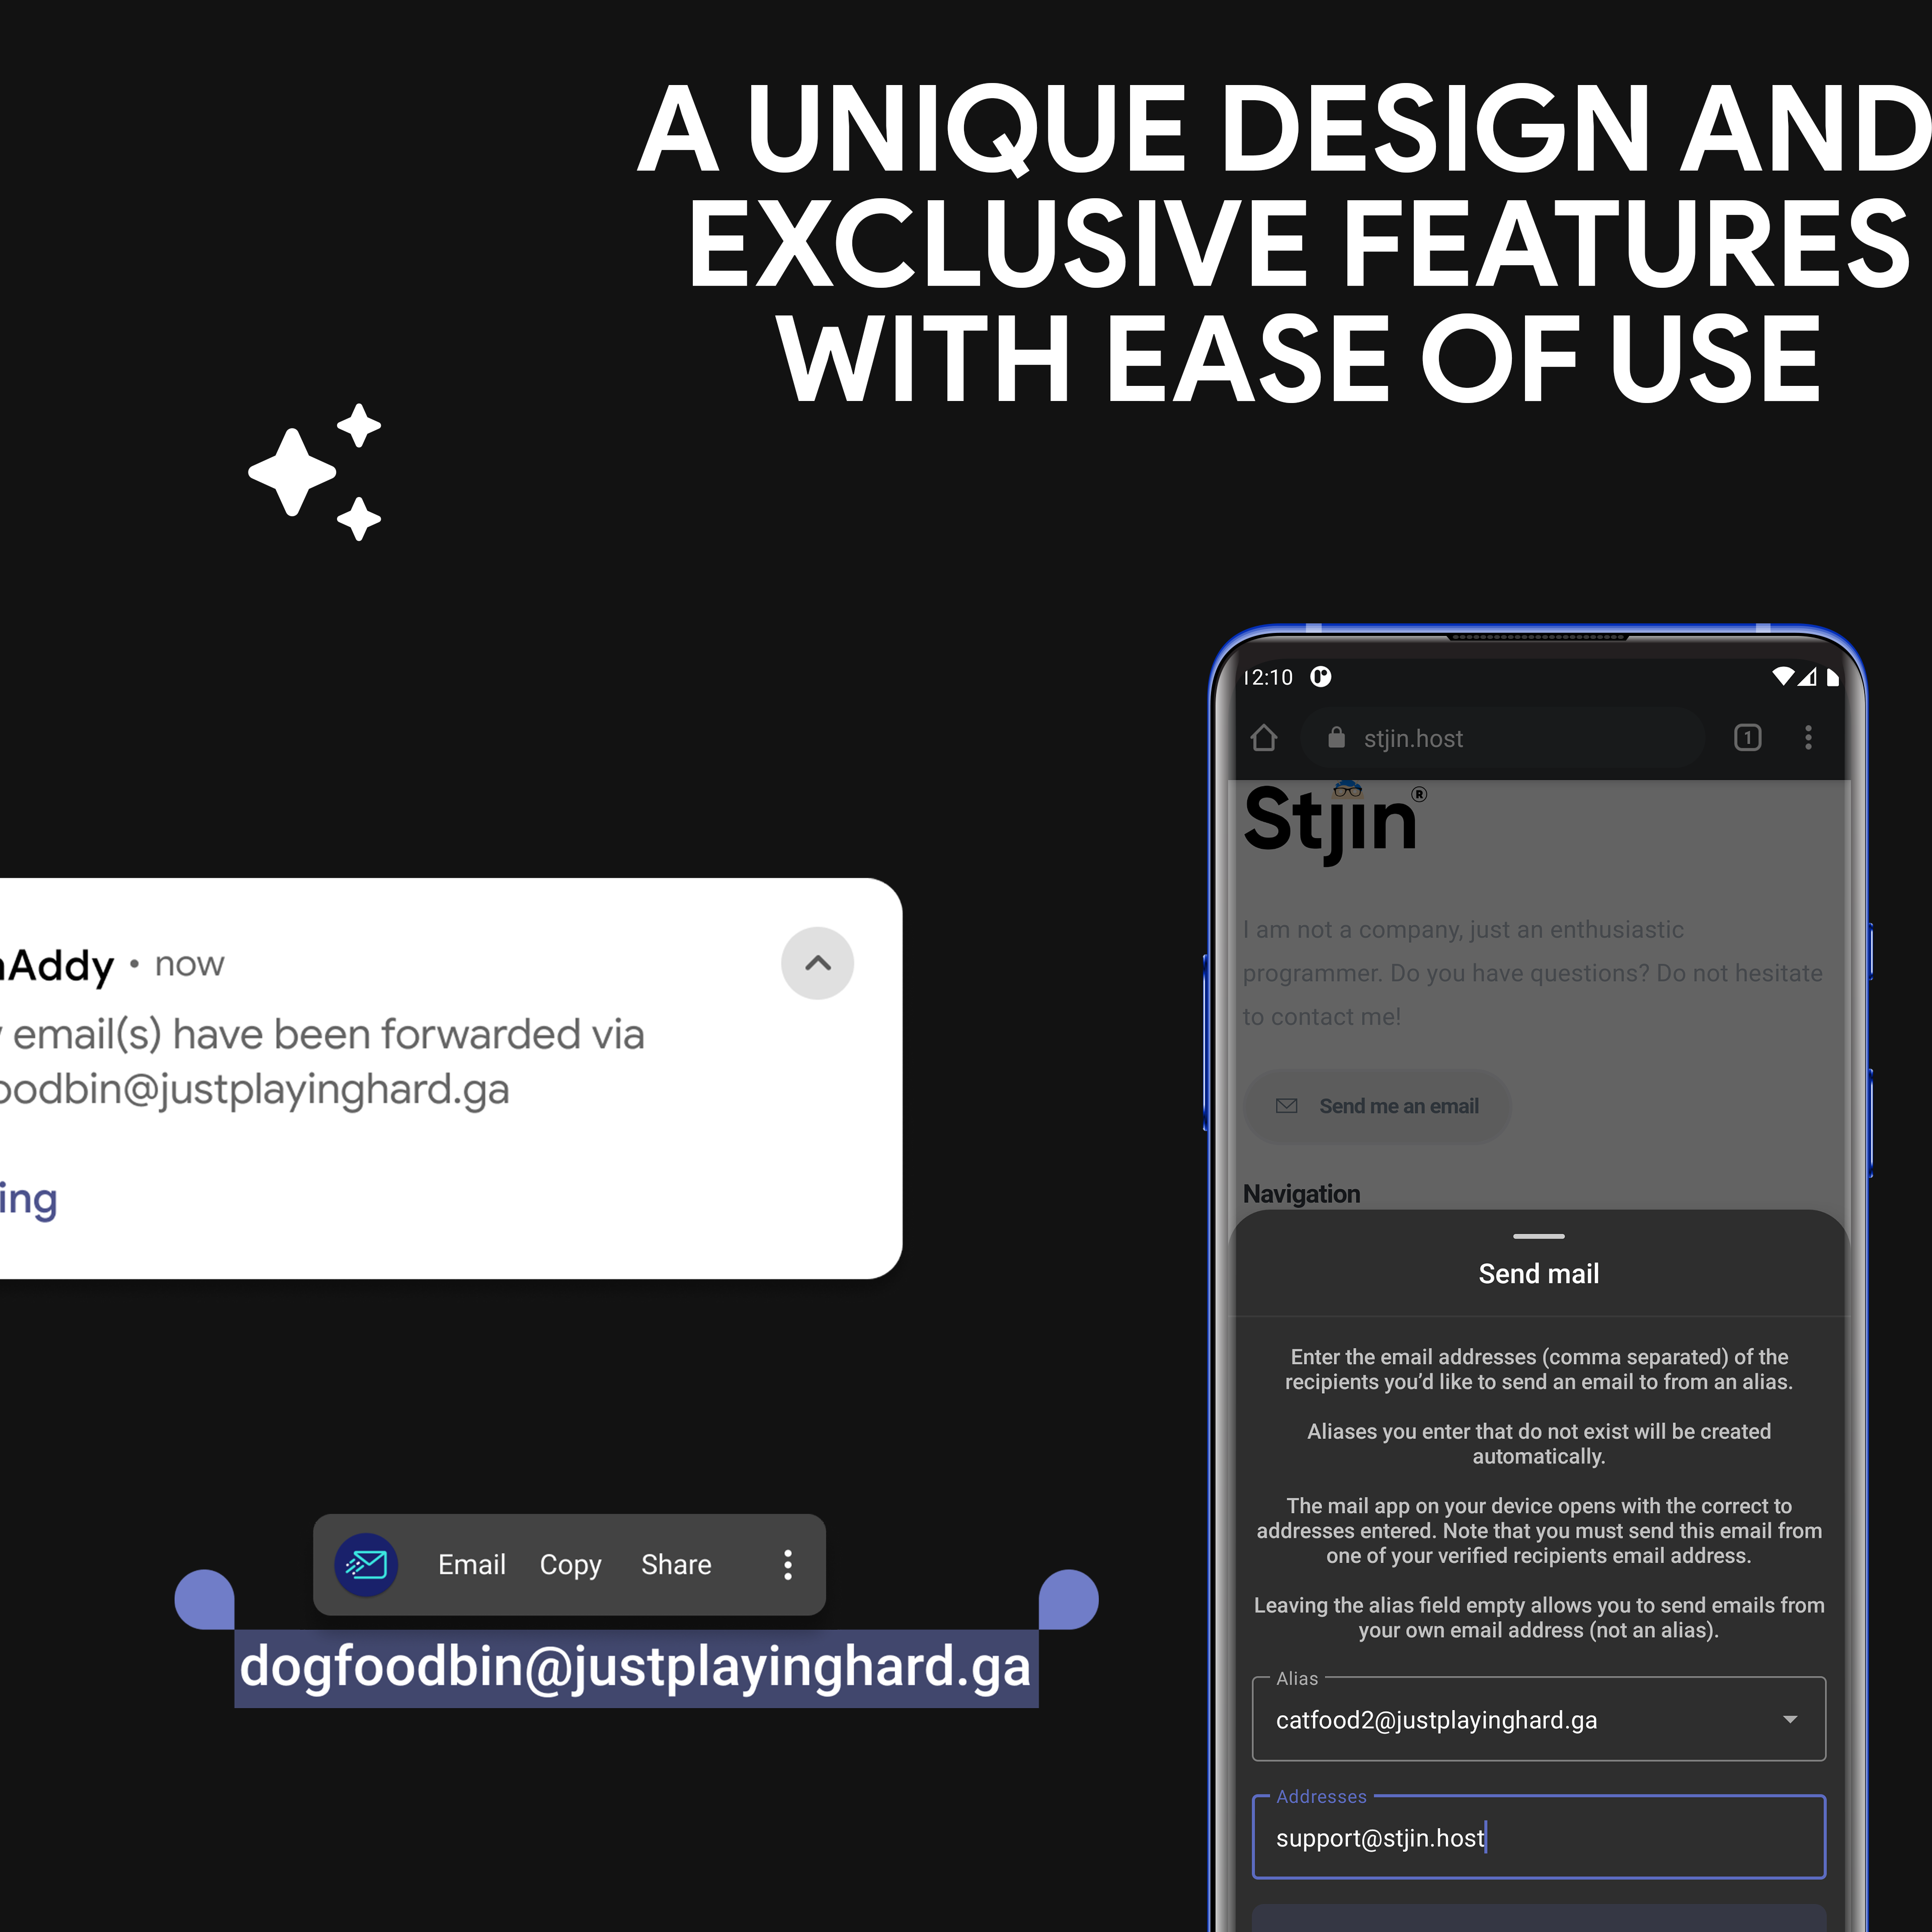 A UNIQUE DESIGN AND
EXCLUSIVE FEATURES
WITH EASE OF USE
nAddy • now
email(s) have been forwarded via
oodbin@justplayinghard.ga
ing
Email Copy Share
dogfoodbin@justplayinghard.ga
12:10
stjin.host 1
Stjin®
I am not a company, just an enthusiastic
programmer. Do you have questions? Do not hesitate
to contact me!
Send me an email
Navigation
Send mail
Enter the email addresses (comma separated) of the
recipients you’d like to send an email to from an alias.
Aliases you enter that do not exist will be created
automatically.
The mail app on your device opens with the correct to
addresses entered. Note that you must send this email from
one of your verified recipients email address.
Leaving the alias field empty allows you to send emails from
your own email address (not an alias).
Alias
catfood2@justplayinghard.ga
Addresses
support@stjin.host